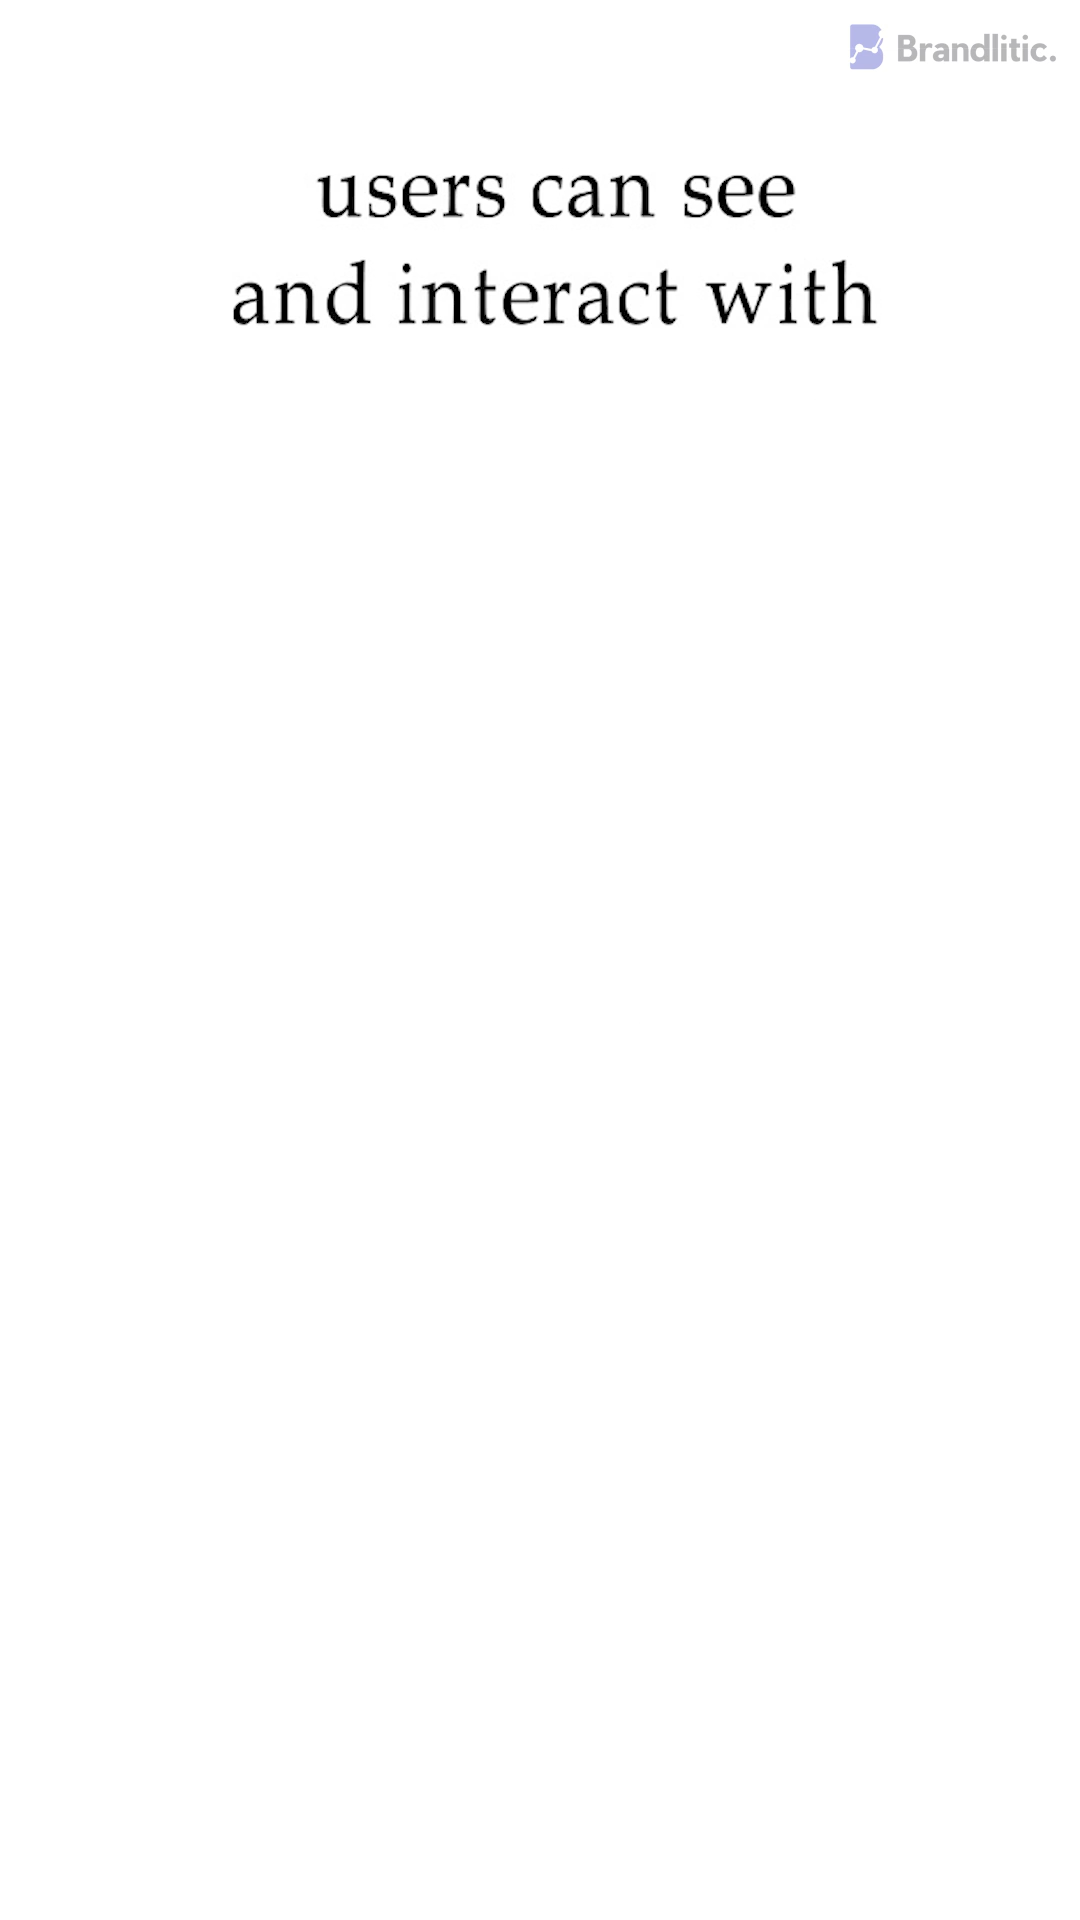 Brandlitic.
users can see
and interact with